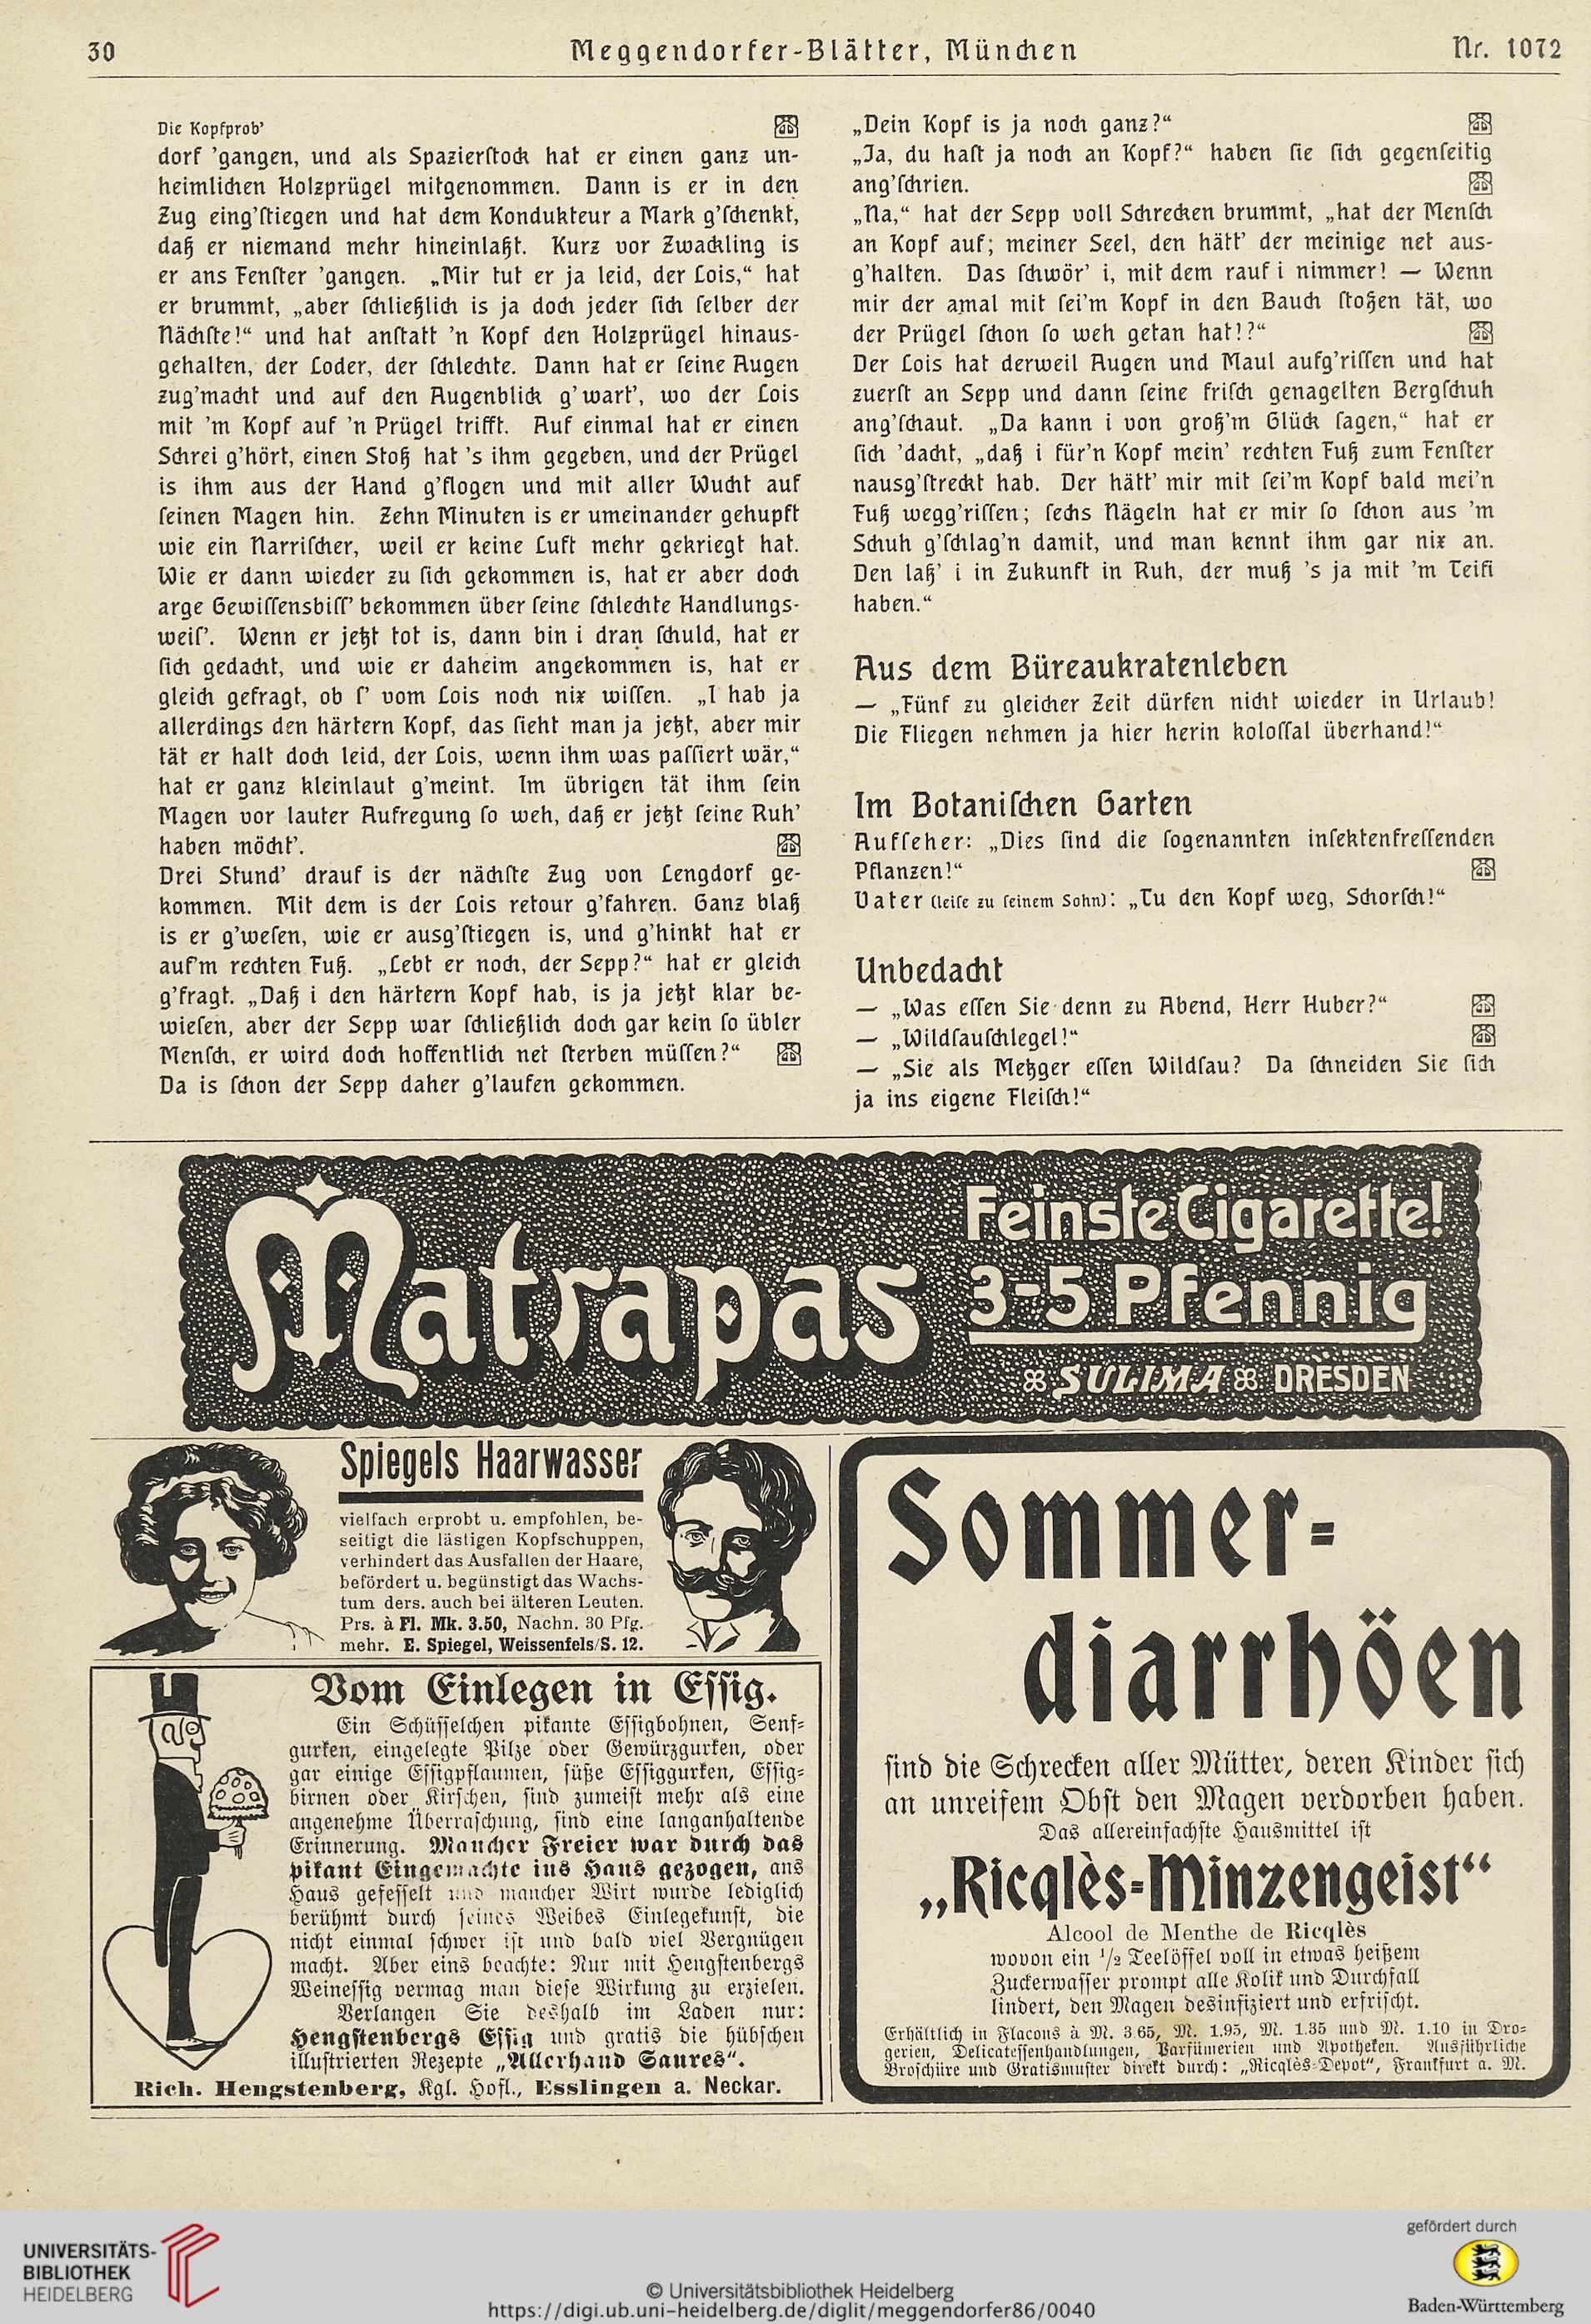 30
Meggendorfer-Blätter, München
Nr. 1072
Die Kopfprob’
dorf ’gangen, und als Spazierſtock hat er einen ganz un-
heimlichen Holzprügel mitgenommen. Dann is er in den
Zug eing’ſtiegen und hat dem Kondukteur a Mark g’ſchenkt,
daß er niemand mehr hineinlaßt. Kurz vor Zwackling is
er ans Fenſter ’gangen. „Mir tut er ja leid, der Lois,“ hat
er brummt, „aber ſchließlich is ja doch jeder ſich ſelber der
Nächſte!“ und hat anſtatt ’n Kopf den Holzprügel hinaus-
gehalten, der Loder, der ſchlechte. Dann hat er ſeine Augen
zug’macht und auf den Augenblick g’wart’, wo der Lois
mit ’m Kopf auf ’n Prügel trifft. Auf einmal hat er einen
Schrei g’hört, einen Stoß hat ’s ihm gegeben, und der Prügel
is ihm aus der Hand g’flogen und mit aller Wucht auf
ſeinen Magen hin. Zehn Minuten is er umeinander gehupft
wie ein Narriſcher, weil er keine Luft mehr gekriegt hat.
Wie er dann wieder zu ſich gekommen is, hat er aber doch
arge Gewiſſensbiſſ’ bekommen über ſeine ſchlechte Handlungs-
weiſ’. Wenn er jetzt tot is, dann bin i dran ſchuld, hat er
ſich gedacht, und wie er daheim angekommen is, hat er
gleich gefragt, ob ſ’ vom Lois noch nix wiſſen. „I hab ja
allerdings den härtern Kopf, das ſieht man ja jetzt, aber mir
tät er halt doch leid, der Lois, wenn ihm was paſſiert wär,“
hat er ganz kleinlaut g’meint. Im übrigen tät ihm ſein
Magen vor lauter Aufregung ſo weh, daß er jetzt ſeine Ruh’
haben möcht’.
Drei Stund’ drauf is der nächſte Zug von Lengdorf ge-
kommen. Mit dem is der Lois retour g’fahren. Ganz blaß
is er g’weſen, wie er ausg’ſtiegen is, und g’hinkt hat er
auf’m rechten Fuß. „Lebt er noch, der Sepp?“ hat er gleich
g’fragt. „Daß i den härtern Kopf hab, is ja jetzt klar be-
wieſen, aber der Sepp war ſchließlich doch gar kein ſo übler
Menſch, er wird doch hoffentlich net ſterben müſſen?“
Da is ſchon der Sepp daher g’laufen gekommen.
„Dein Kopf is ja noch ganz?“
„Ja, du haſt ja noch an Kopf?“ haben ſie ſich gegenſeitig
ang’ſchrien.
„Na,“ hat der Sepp voll Schrecken brummt, „hat der Menſch
an Kopf auf; meiner Seel, den hätt’ der meinige net aus-
g’halten. Das ſchwör’ i, mit dem rauf i nimmer! — Wenn
mir der amal mit ſei’m Kopf in den Bauch ſtoßen tät, wo
der Prügel ſchon ſo weh getan hat!?“
Der Lois hat derweil Augen und Maul aufg’riſſen und hat
zuerſt an Sepp und dann ſeine friſch genagelten Bergſchuh
ang’ſchaut. „Da kann i von groß’m Glück ſagen,“ hat er
ſich ’dacht, „daß i für’n Kopf mein’ rechten Fuß zum Fenſter
nausg’ſtreckt hab. Der hätt’ mir mit ſei’m Kopf bald mei’n
Fuß wegg’riſſen; ſechs Nägeln hat er mir ſo ſchon aus ’m
Schuh g’ſchlag’n damit, und man kennt ihm gar nix an.
Den laß’ i in Zukunft in Ruh, der muß ’s ja mit ’m Teifi
haben.“
Aus dem Büreaukratenleben
— „Fünf zu gleicher Zeit dürfen nicht wieder in Urlaub!
Die Fliegen nehmen ja hier herin koloſſal überhand!“
Im Botaniſchen Garten
Aufſeher: „Dies ſind die ſogenannten inſektenfreſſenden
Pflanzen!“
Vater (leiſe zu ſeinem Sohn): „Tu den Kopf weg, Schorſch!“
Unbedacht
— „Was eſſen Sie denn zu Abend, Herr Huber?“
— „Wildſauſchlegel!“
— „Sie als Metzger eſſen Wildſau? Da ſchneiden Sie ſich
ja ins eigene Fleiſch!“
Matrapas
Feinste Cigarette!
3-5 Pfennig
SULIMA DRESDEN
Spiegels Haarwasser
vielfach erprobt u. empfohlen, be-
seitigt die lästigen Kopfschuppen,
verhindert das Ausfallen der Haare,
befördert u. begünstigt das Wachs-
tum ders. auch bei älteren Leuten.
Prs. à Fl. Mk. 3.50, Nachn. 30 Pfg.
mehr. E. Spiegel, Weissenfels/S. 12.
Vom Einlegen in Eſſig.
Ein Schüſſelchen pikante Eſſigbohnen, Senf-
gurken, eingelegte Pilze oder Gewürzgurken, oder
gar einige Eſſigpflaumen, ſüße Eſſiggurken, Eſſig-
birnen oder Kirſchen, ſind zumeiſt mehr als eine
angenehme Überraſchung, ſind eine langanhaltende
Erinnerung. Mancher Freier war durch das
pikant Eingemachte ins Haus gezogen, ans
Haus gefeſſelt und mancher Wirt wurde lediglich
berühmt durch ſeines Weibes Einlegekunſt, die
nicht einmal ſchwer iſt und bald viel Vergnügen
macht. Aber eins beachte: Nur mit Hengſtenbergs
Weineſſig vermag man dieſe Wirkung zu erzielen.
Verlangen Sie deshalb im Laden nur:
Hengſtenbergs Eſſig und gratis die hübſchen
illuſtrierten Rezepte „Allerhand Saures“.
Rich. Hengstenberg, Kgl. Hofl., Esslingen a. Neckar.
Sommer-
diarrhöen
ſind die Schrecken aller Mütter, deren Kinder ſich
an unreifem Obſt den Magen verdorben haben.
Das allereinfachſte Hausmittel iſt
„Ricqlès-Minzengeist“
Alcool de Menthe de Ricqlès
wovon ein 1/2 Teelöffel voll in etwas heißem
Zuckerwaſſer prompt alle Kolik und Durchfall
lindert, den Magen desinfiziert und erfriſcht.
Erhältlich in Flacons à M. 3.65, M. 1.95, M. 1.35 und M. 1.10 in Dro-
gerien, Delicateſſenhandlungen, Parfümerien und Apotheken. Ausführliche
Broſchüre und Gratismuſter direkt durch: „Ricqlès-Depot“, Frankfurt a. M.
UNIVERSITÄTS-
BIBLIOTHEK
HEIDELBERG
© Universitätsbibliothek Heidelberg
https://digi.ub.uni-heidelberg.de/diglit/meggendorfer86/0040
gefördert durch
Baden-Württemberg